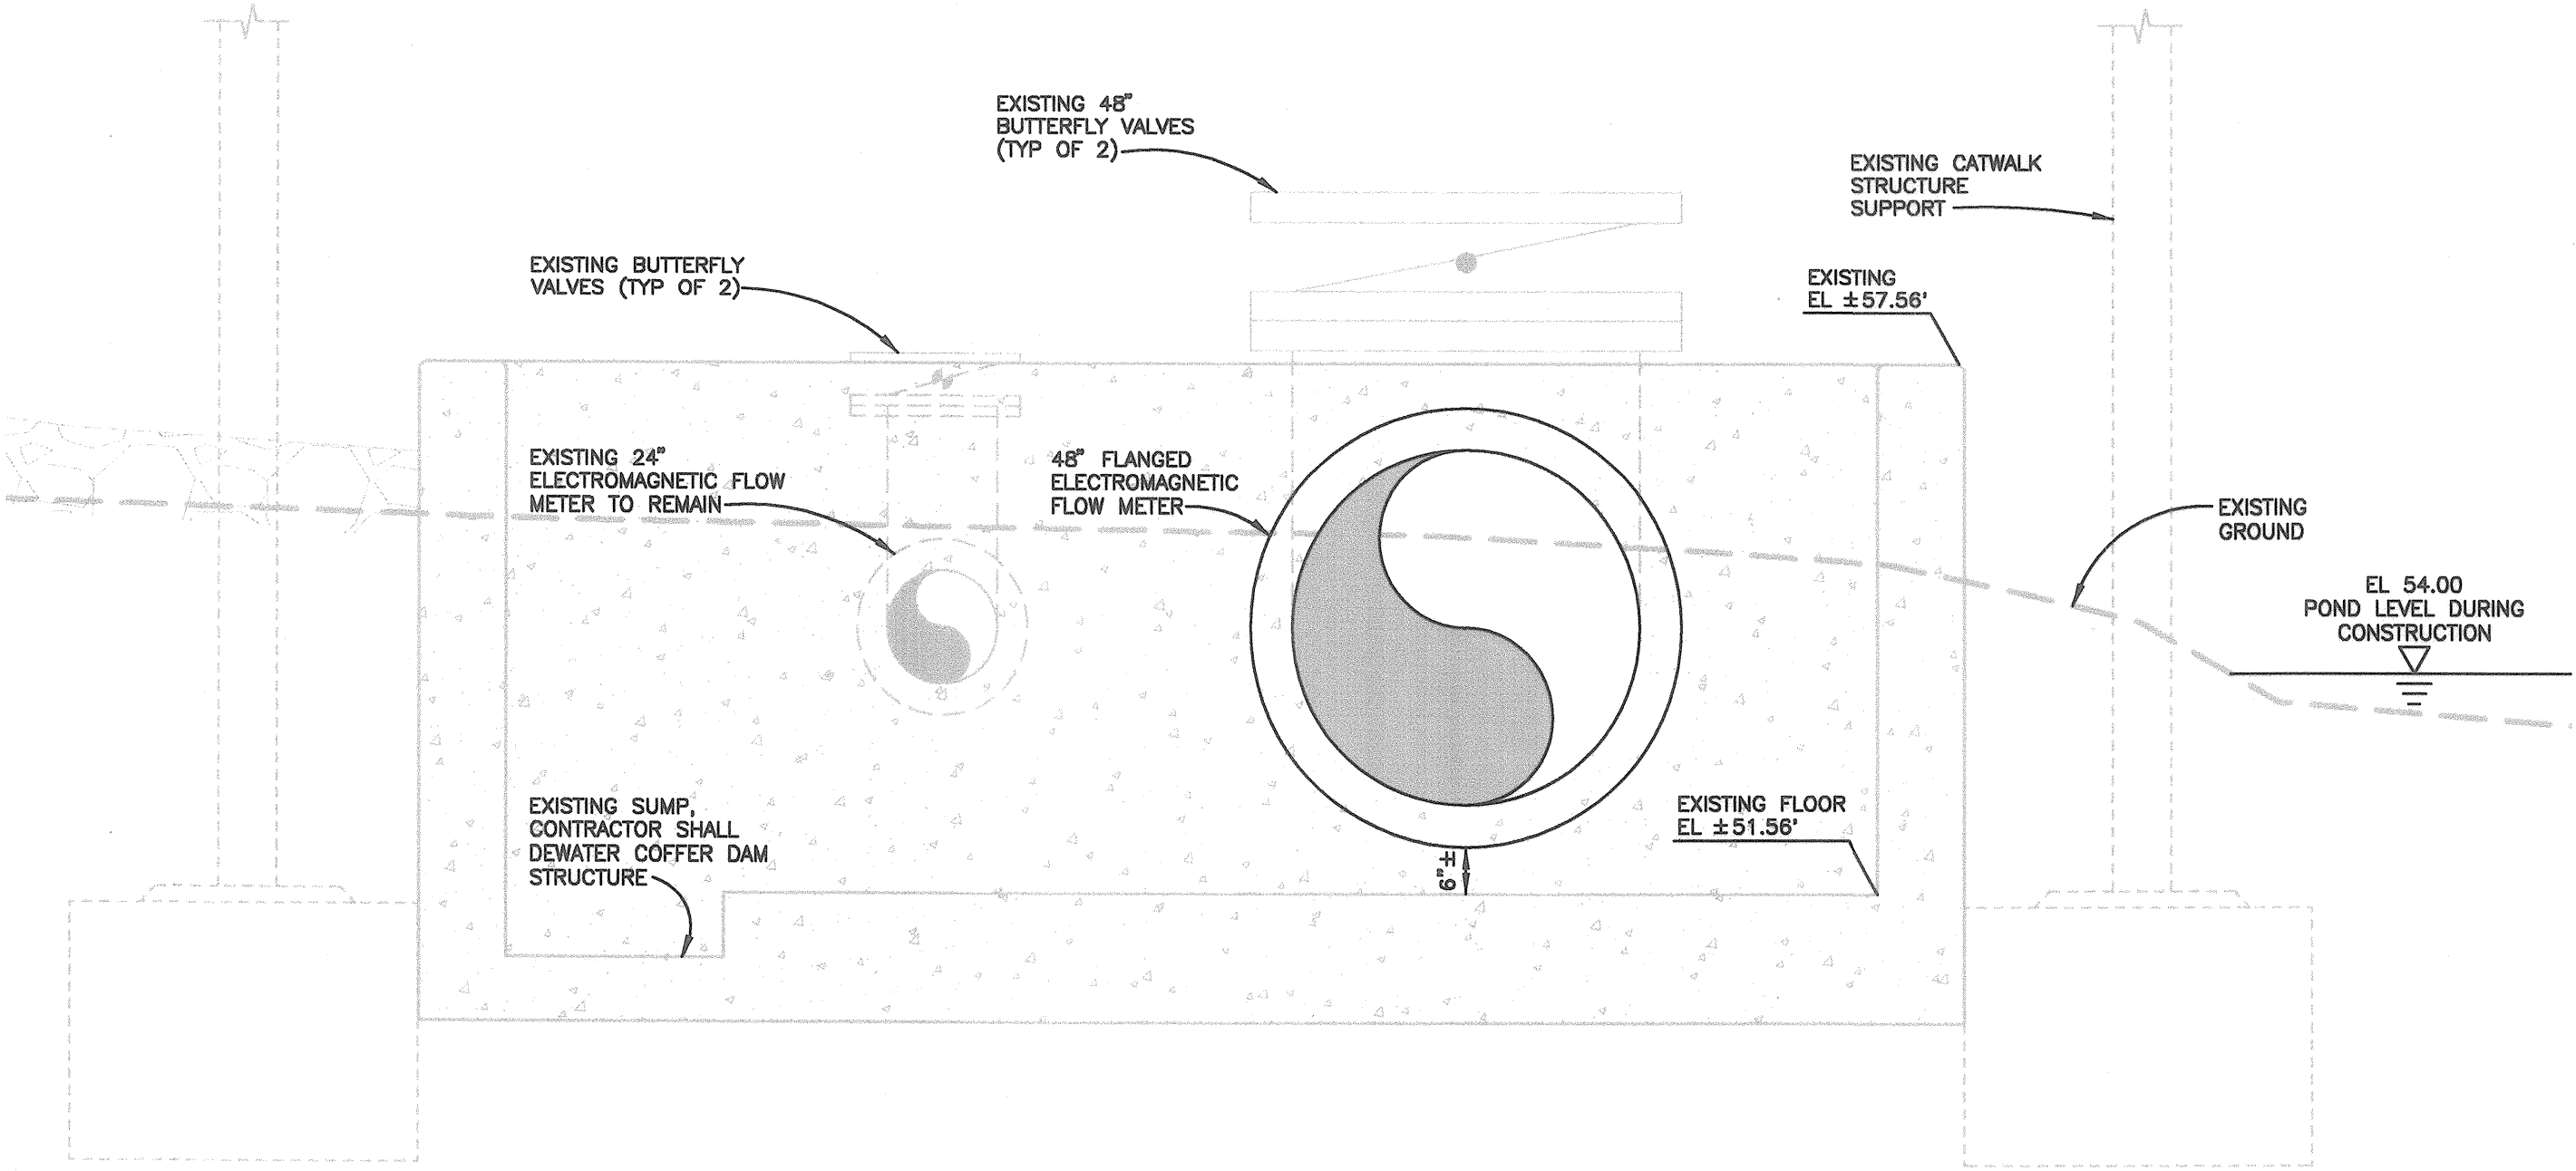 EXISTING 48"
BUTTERFLY VALVES
(TYP OF 2)
EXISTING CATWALK
STRUCTURE
SUPPORT
EXISTING BUTTERFLY
VALVES (TYP OF 2)
EXISTING
EL ±57.56'
EXISTING 24"
ELECTROMAGNETIC FLOW
METER TO REMAIN
48" FLANGED
ELECTROMAGNETIC
FLOW METER
EXISTING
GROUND
EL 54.00
POND LEVEL DURING
CONSTRUCTION
EXISTING SUMP,
CONTRACTOR SHALL
DEWATER COFFER DAM
STRUCTURE
EXISTING FLOOR
EL ±51.56'
6" ±